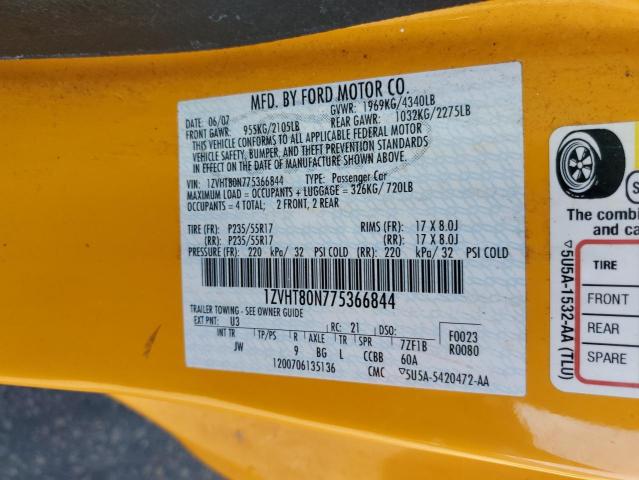 MFD. BY FORD MOTOR CO.
DATE: 06/07 GVWR: 1969KG/4340LB
FRONT GAWR: 955KG/2105LB REAR GAWR: 1032KG/2275LB
THIS VEHICLE CONFORMS TO ALL APPLICABLE FEDERAL MOTOR
VEHICLE SAFETY, BUMPER, AND THEFT PREVENTION STANDARDS
IN EFFECT ON THE DATE OF MANUFACTURE SHOWN ABOVE.
VIN: 1ZVHT80N775366844 TYPE: Passenger Car
MAXIMUM LOAD = OCCUPANTS + LUGGAGE = 326KG/ 720LB
OCCUPANTS = 4 TOTAL; 2 FRONT, 2 REAR
TIRE (FR): P235/55R17 RIMS (FR): 17 X 8.0J
(RR): P235/55R17 (RR): 17 X 8.0J
PRESSURE (FR): 220 kPa/ 32 PSI COLD (RR): 220 kPa/ 32 PSI COLD
1ZVHT80N775366844
TRAILER TOWING - SEE OWNER GUIDE
EXT PNT: U3 RC: 21 DSO:
INT TR TP/PS R AXLE TR SPR 7ZF1B F0023
JW 9 BG L CCBB 60A R0080
1200706135136 CMC ▽5U5A-5420472-AA
The combin
and ca
TIRE
FRONT
REAR
SPARE
▽5U5A-1532-AA (TLU)